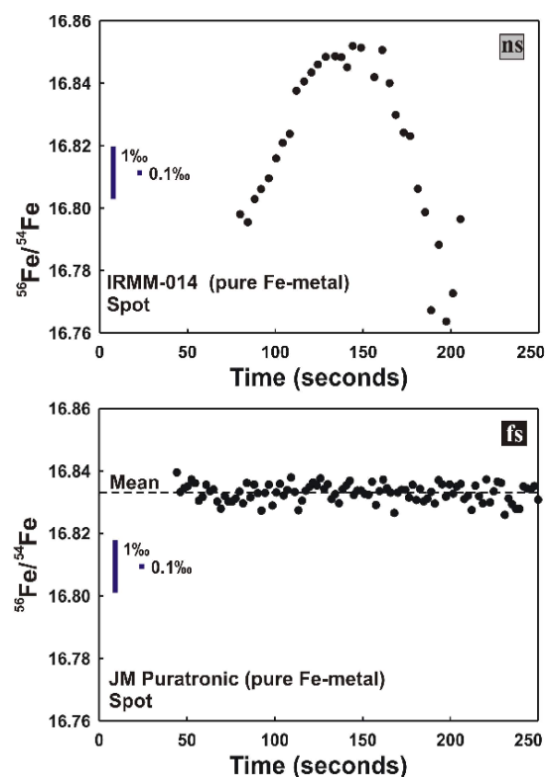 16.86
ns
16.84
16.82
1‰
0.1‰
16.80
⁵⁶Fe/⁵⁴Fe
16.78
IRMM-014 (pure Fe-metal)
Spot
16.76
0 50 100 150 200 250
Time (seconds)
16.86
fs
16.84
Mean
16.82
1‰
0.1‰
16.80
⁵⁶Fe/⁵⁴Fe
16.78
JM Puratronic (pure Fe-metal)
Spot
16.76
0 50 100 150 200 250
Time (seconds)